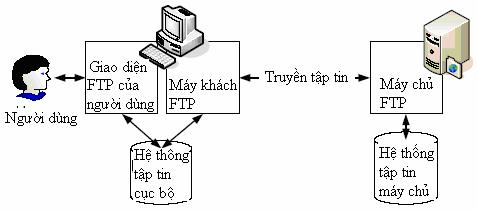 Người dùng
Giao diện
FTP của
người dùng
Máy khách
FTP
Truyền tập tin
Máy chủ
FTP
Hệ thông
tập tin
cục bộ
Hệ thống
tập tin
máy chủ